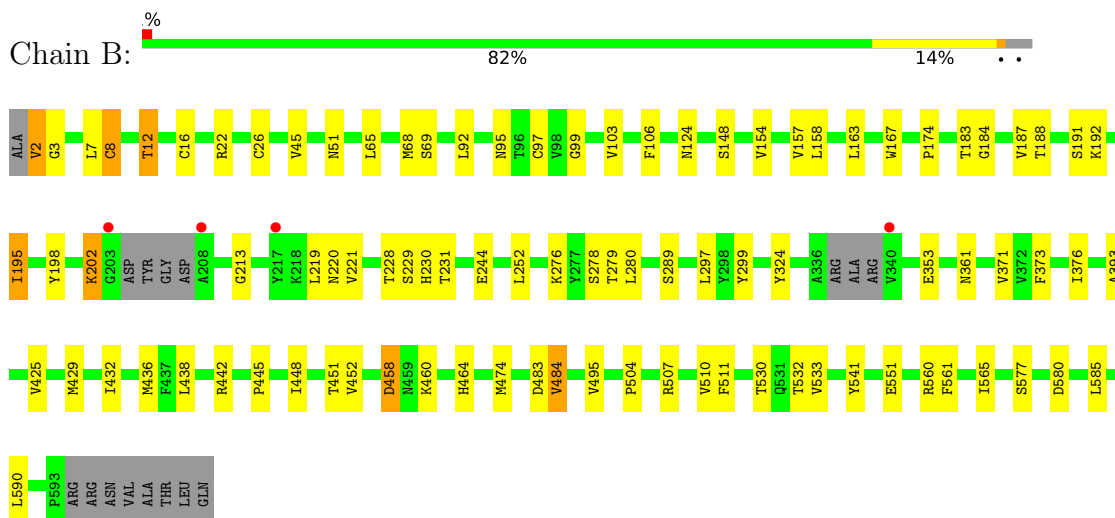 .%
Chain B:
82% 14% • •
ALA V2 G3 L7 C8 T12 C16 R22 C26 V45 N51 L65 M68 S69 L92 N95 T96 C97 V98 G99 V103 F106 N124 S148 V154 V157 L158 L163 W167 P174 T183 G184 V187 T188 S191 K192
I195 Y198 K202 G203 ASP TYR GLY ASP A208 G213 Y217 K218 L219 N220 V221 T228 S229 H230 T231 E244 L252 K276 Y277 S278 T279 L280 S289 L297 Y298 Y299 Y324 A336 ARG ALA ARG V340 E353 N361 V371 V372 F373 I376 A393
V425 M429 I432 M436 F437 L438 R442 P445 I448 T451 V452 D458 N459 K460 H464 M474 D483 V484 V495 P504 R507 V510 F511 T530 Q531 T532 V533 Y541 E551 R560 F561 I565 S577 D580 L585
L590 P593 ARG ARG ASN VAL ALA THR LEU GLN